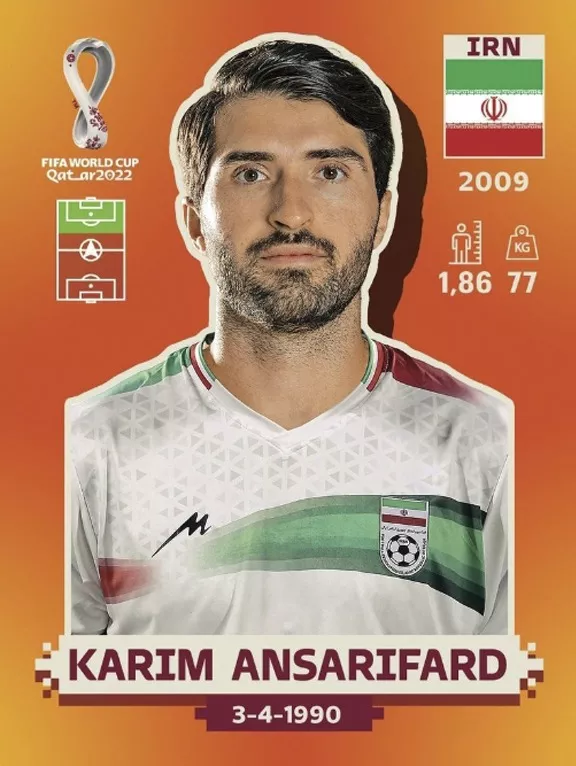 FIFA WORLD CUP
Qatar2022
IRN
2009
KG
1,86 77
KARIM ANSARIFARD
3-4-1990